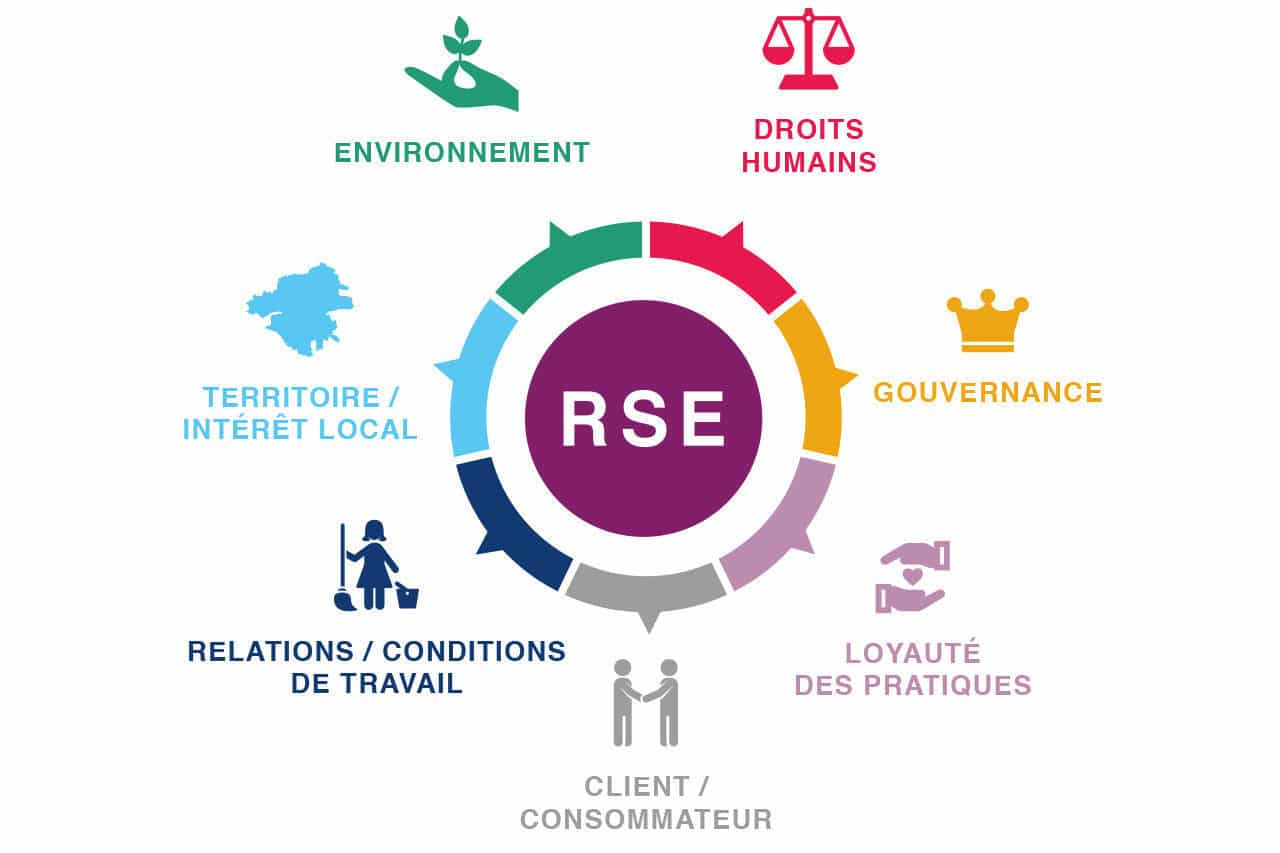 ENVIRONNEMENT
DROITS
HUMAINS
TERRITOIRE /
INTÉRÊT LOCAL
RSE
GOUVERNANCE
RELATIONS / CONDITIONS
DE TRAVAIL
LOYAUTÉ
DES PRATIQUES
CLIENT /
CONSOMMATEUR